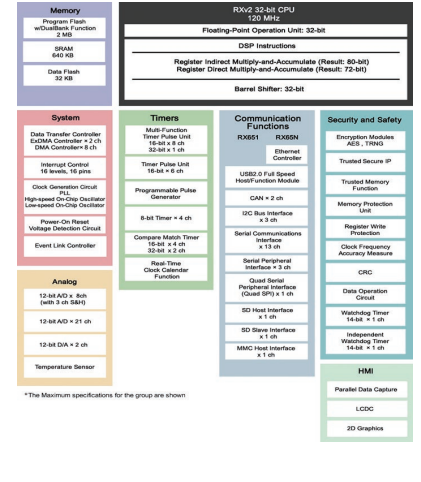 Memory
Program Flash
w/DualBank Function
2 MB
SRAM
640 KB
Data Flash
32 KB
RXv2 32-bit CPU
120 MHz
Floating-Point Operation Unit: 32-bit
DSP Instructions
Register Indirect Multiply-and-Accumulate (Result: 80-bit)
Register Direct Multiply-and-Accumulate (Result: 72-bit)
Barrel Shifter: 32-bit
System
Data Transfer Controller
ExDMA Controller × 2 ch
DMA Controller × 8 ch
Interrupt Control
16 levels, 16 pins
Clock Generation Circuit
PLL
High-speed On-Chip Oscillator
Low-speed On-Chip Oscillator
Power-On Reset
Voltage Detection Circuit
Event Link Controller
Analog
12-bit A/D x 8ch
(with 3 ch S&H)
12-bit A/D × 21 ch
12-bit D/A × 2 ch
Temperature Sensor
Timers
Multi-Function
Timer Pulse Unit
16-bit x 8 ch
32-bit x 1 ch
Timer Pulse Unit
16-bit × 6 ch
Programmable Pulse
Generator
8-bit Timer × 4 ch
Compare Match Timer
16-bit x 4 ch
32-bit x 2 ch
Real-Time
Clock Calendar
Function
Communication
Functions
RX651 RX65N
Ethernet
Controller
USB2.0 Full Speed
Host/Function Module
CAN × 2 ch
I2C Bus Interface
x 3 ch
Serial Communications
Interface
x 13 ch
Serial Peripheral
Interface × 3 ch
Quad Serial
Peripheral Interface
(Quad SPI) x 1 ch
SD Host Interface
x 1 ch
SD Slave Interface
x 1 ch
MMC Host Interface
x 1 ch
Security and Safety
Encryption Modules
AES , TRNG
Trusted Secure IP
Trusted Memory
Function
Memory Protection
Unit
Register Write
Protection
Clock Frequency
Accuracy Measure
CRC
Data Operation
Circuit
Watchdog Timer
14-bit × 1 ch
Independent
Watchdog Timer
14-bit × 1 ch
HMI
Parallel Data Capture
LCDC
2D Graphics
*The Maximum specifications for the group are shown